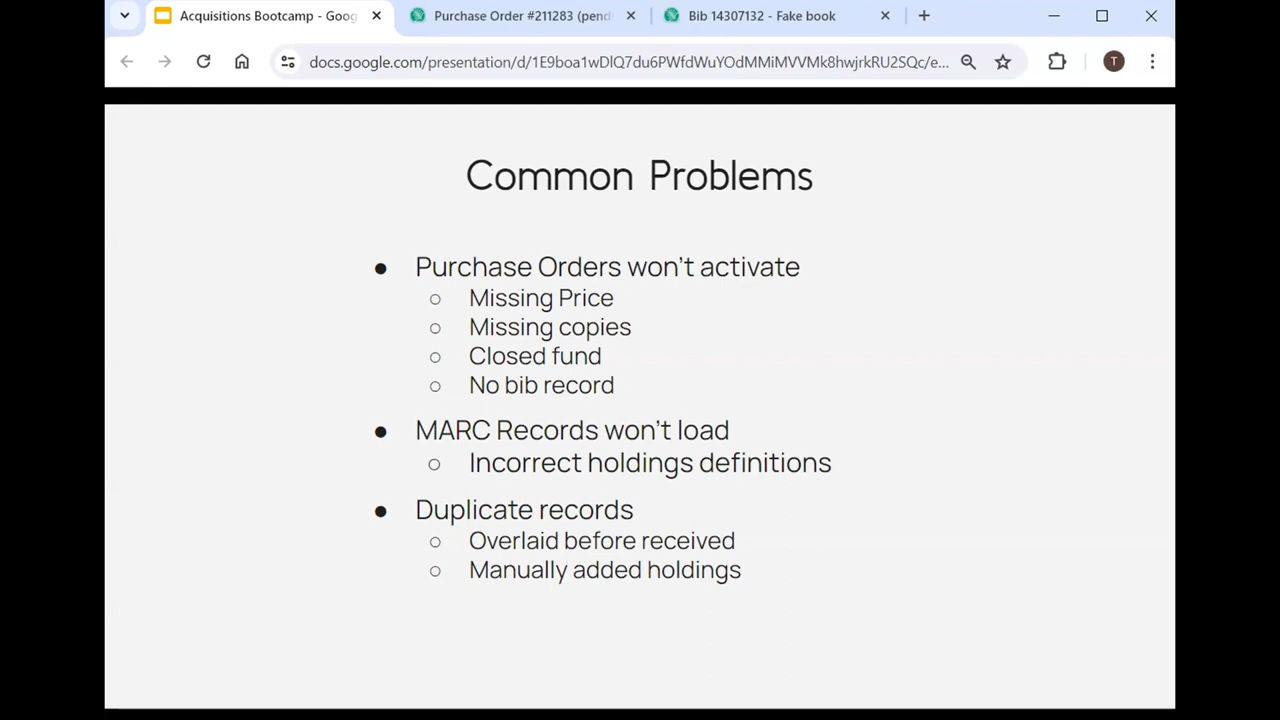 Acquisitions Bootcamp - Goog
Purchase Order #211283 (pend
Bib 14307132 - Fake book
docs.google.com/presentation/d/1E9boa1wDlQ7du6PWfdWuYOdMMiMVVMk8hwjrkRU2SQc/e...
T
Common Problems
● Purchase Orders won't activate
○ Missing Price
○ Missing copies
○ Closed fund
○ No bib record
● MARC Records won't load
○ Incorrect holdings definitions
● Duplicate records
○ Overlaid before received
○ Manually added holdings